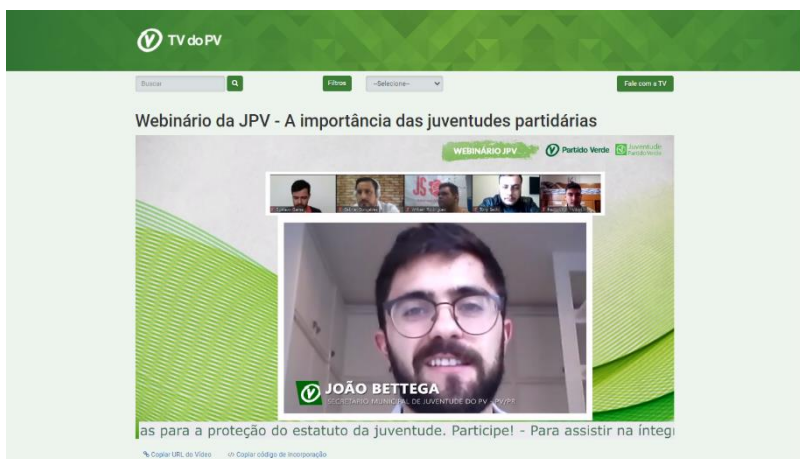 TV do PV
Buscar
Filtros
--Selecione--
Fale com a TV
Webinário da JPV - A importância das juventudes partidárias
WEBINÁRIO JPV
Partido Verde
Juventude
Partido Verde
JS
JOÃO BETTEGA
SECRETÁRIO MUNICIPAL DE JUVENTUDE DO PV - PV/PR
as para a proteção do estatuto da juventude. Participe! - Para assistir na ínteg
Copiar URL do Vídeo
</> Copiar código de incorporação